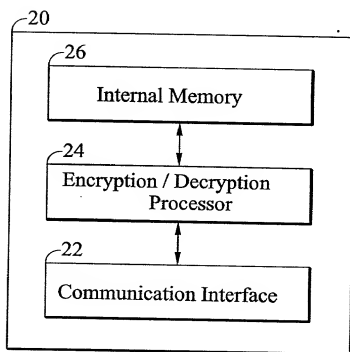 20
26
Internal Memory
24
Encryption / Decryption
Processor
22
Communication Interface